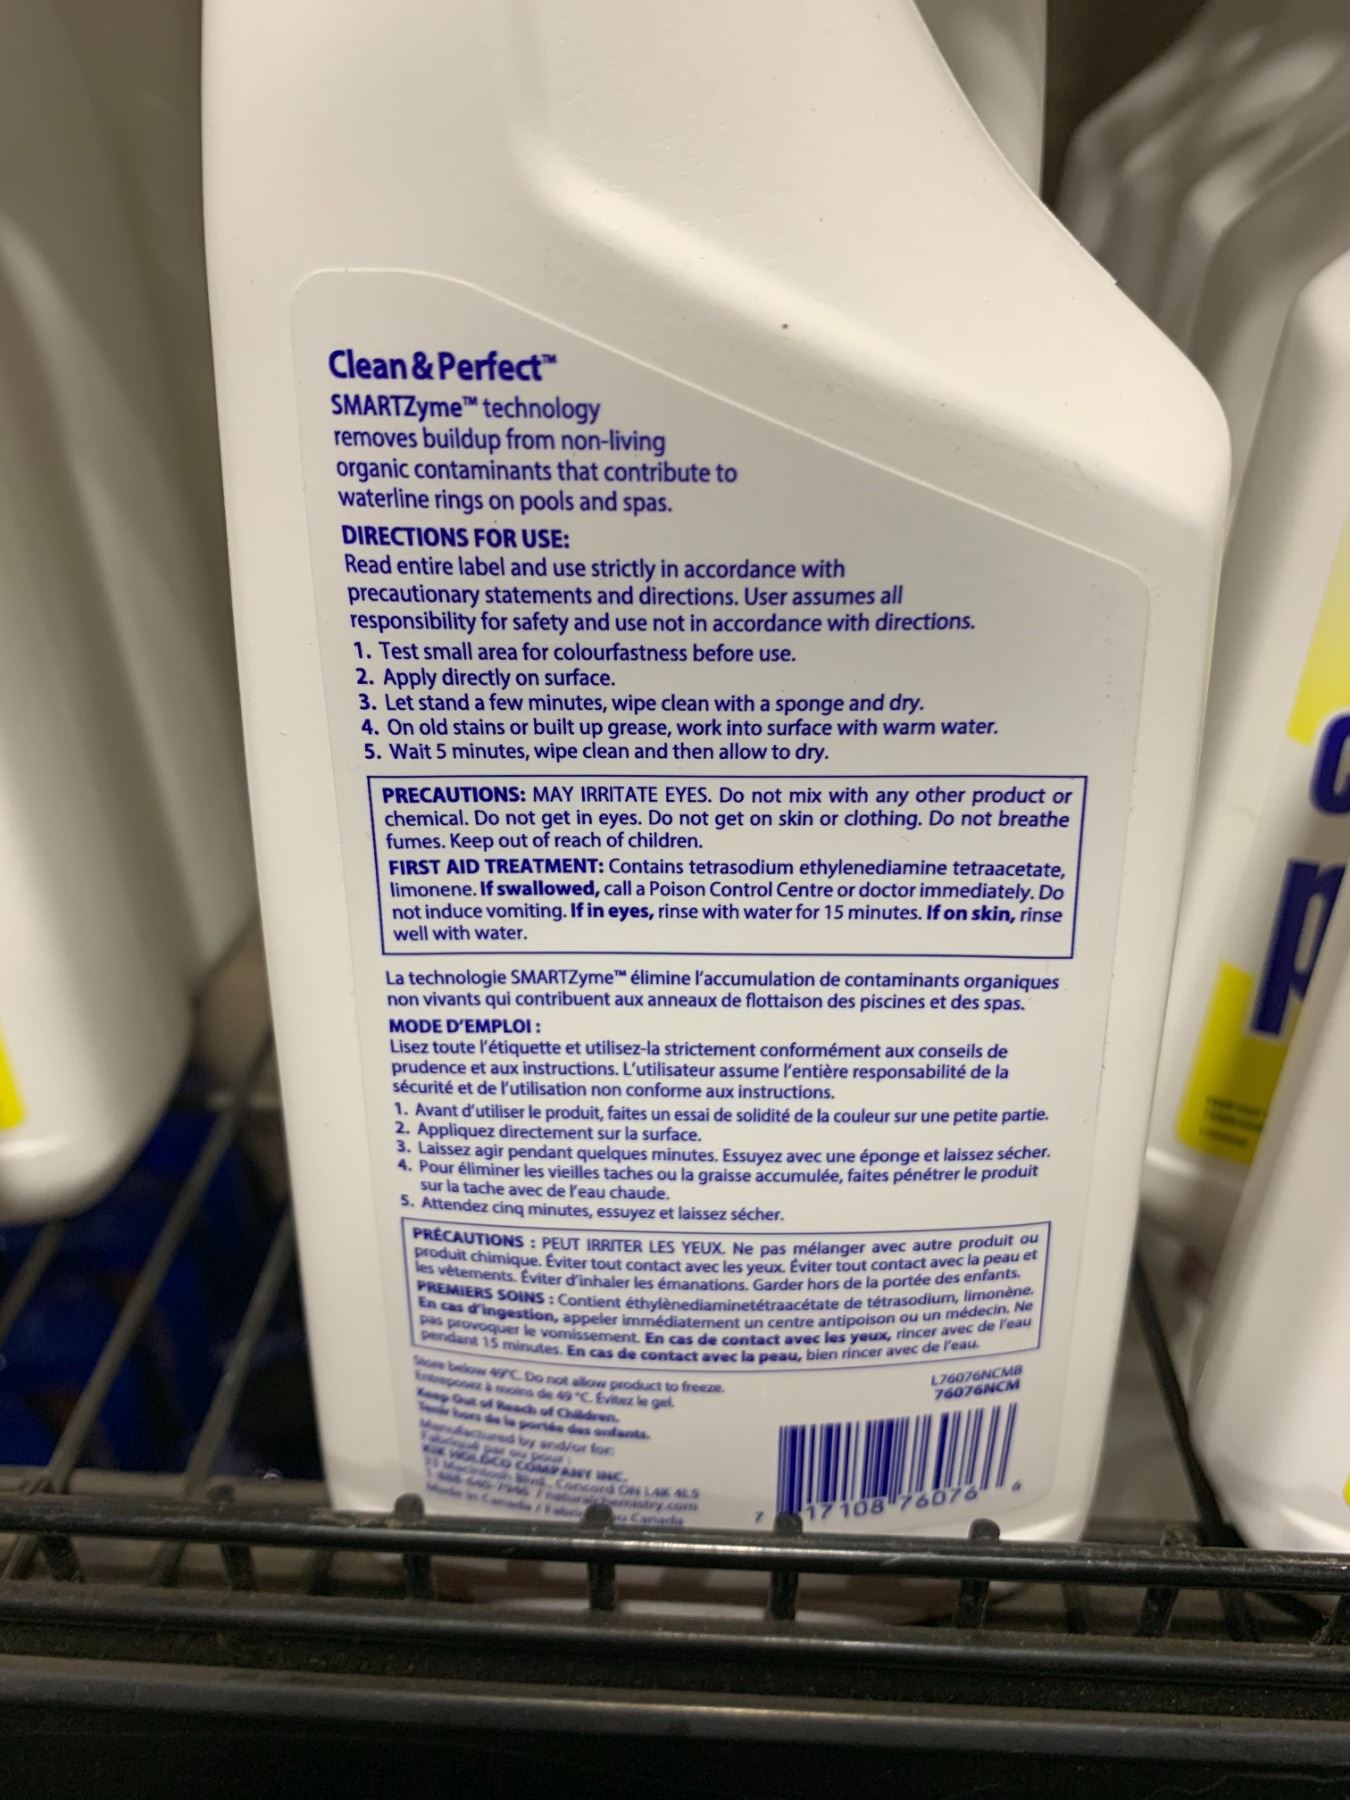 Clean & Perfect™
SMARTZyme™ technology
removes buildup from non-living
organic contaminants that contribute to
waterline rings on pools and spas.
DIRECTIONS FOR USE:
Read entire label and use strictly in accordance with
precautionary statements and directions. User assumes all
responsibility for safety and use not in accordance with directions.
1. Test small area for colourfastness before use.
2. Apply directly on surface.
3. Let stand a few minutes, wipe clean with a sponge and dry.
4. On old stains or built up grease, work into surface with warm water.
5. Wait 5 minutes, wipe clean and then allow to dry.
PRECAUTIONS: MAY IRRITATE EYES. Do not mix with any other product or
chemical. Do not get in eyes. Do not get on skin or clothing. Do not breathe
fumes. Keep out of reach of children.
FIRST AID TREATMENT: Contains tetrasodium ethylenediamine tetraacetate,
limonene. If swallowed, call a Poison Control Centre or doctor immediately. Do
not induce vomiting. If in eyes, rinse with water for 15 minutes. If on skin, rinse
well with water.
La technologie SMARTZyme™ élimine l'accumulation de contaminants organiques
non vivants qui contribuent aux anneaux de flottaison des piscines et des spas.
MODE D'EMPLOI :
Lisez toute l'étiquette et utilisez-la strictement conformément aux conseils de
prudence et aux instructions. L'utilisateur assume l'entière responsabilité de la
sécurité et de l'utilisation non conforme aux instructions.
1. Avant d'utiliser le produit, faites un essai de solidité de la couleur sur une petite partie.
2. Appliquez directement sur la surface.
3. Laissez agir pendant quelques minutes. Essuyez avec une éponge et laissez sécher.
4. Pour éliminer les vieilles taches ou la graisse accumulée, faites pénétrer le produit
sur la tache avec de l'eau chaude.
5. Attendez cinq minutes, essuyez et laissez sécher.
PRÉCAUTIONS : PEUT IRRITER LES YEUX. Ne pas mélanger avec autre produit ou
produit chimique. Éviter tout contact avec les yeux. Éviter tout contact avec la peau et
les vêtements. Éviter d'inhaler les émanations. Garder hors de la portée des enfants.
PREMIERS SOINS : Contient éthylènediaminetétraacétate de tétrasodium, limonène.
En cas d'ingestion, appeler immédiatement un centre antipoison ou un médecin. Ne
pas provoquer le vomissement. En cas de contact avec les yeux, rincer avec de l'eau
pendant 15 minutes. En cas de contact avec la peau, bien rincer avec de l'eau.
Store below 49°C. Do not allow product to freeze.
Entreposez à moins de 49 °C. Évitez le gel.
Keep Out of Reach of Children.
Tenir hors de la portée des enfants.
Manufactured by and/or for:
Fabriqué par ou pour :
KIK HOLDCO COMPANY INC.
33 Macintosh Blvd., Concord ON L4K 4L5
Made in Canada / Canada
L76076NCMB
76076NCM
7 17108 76076 6